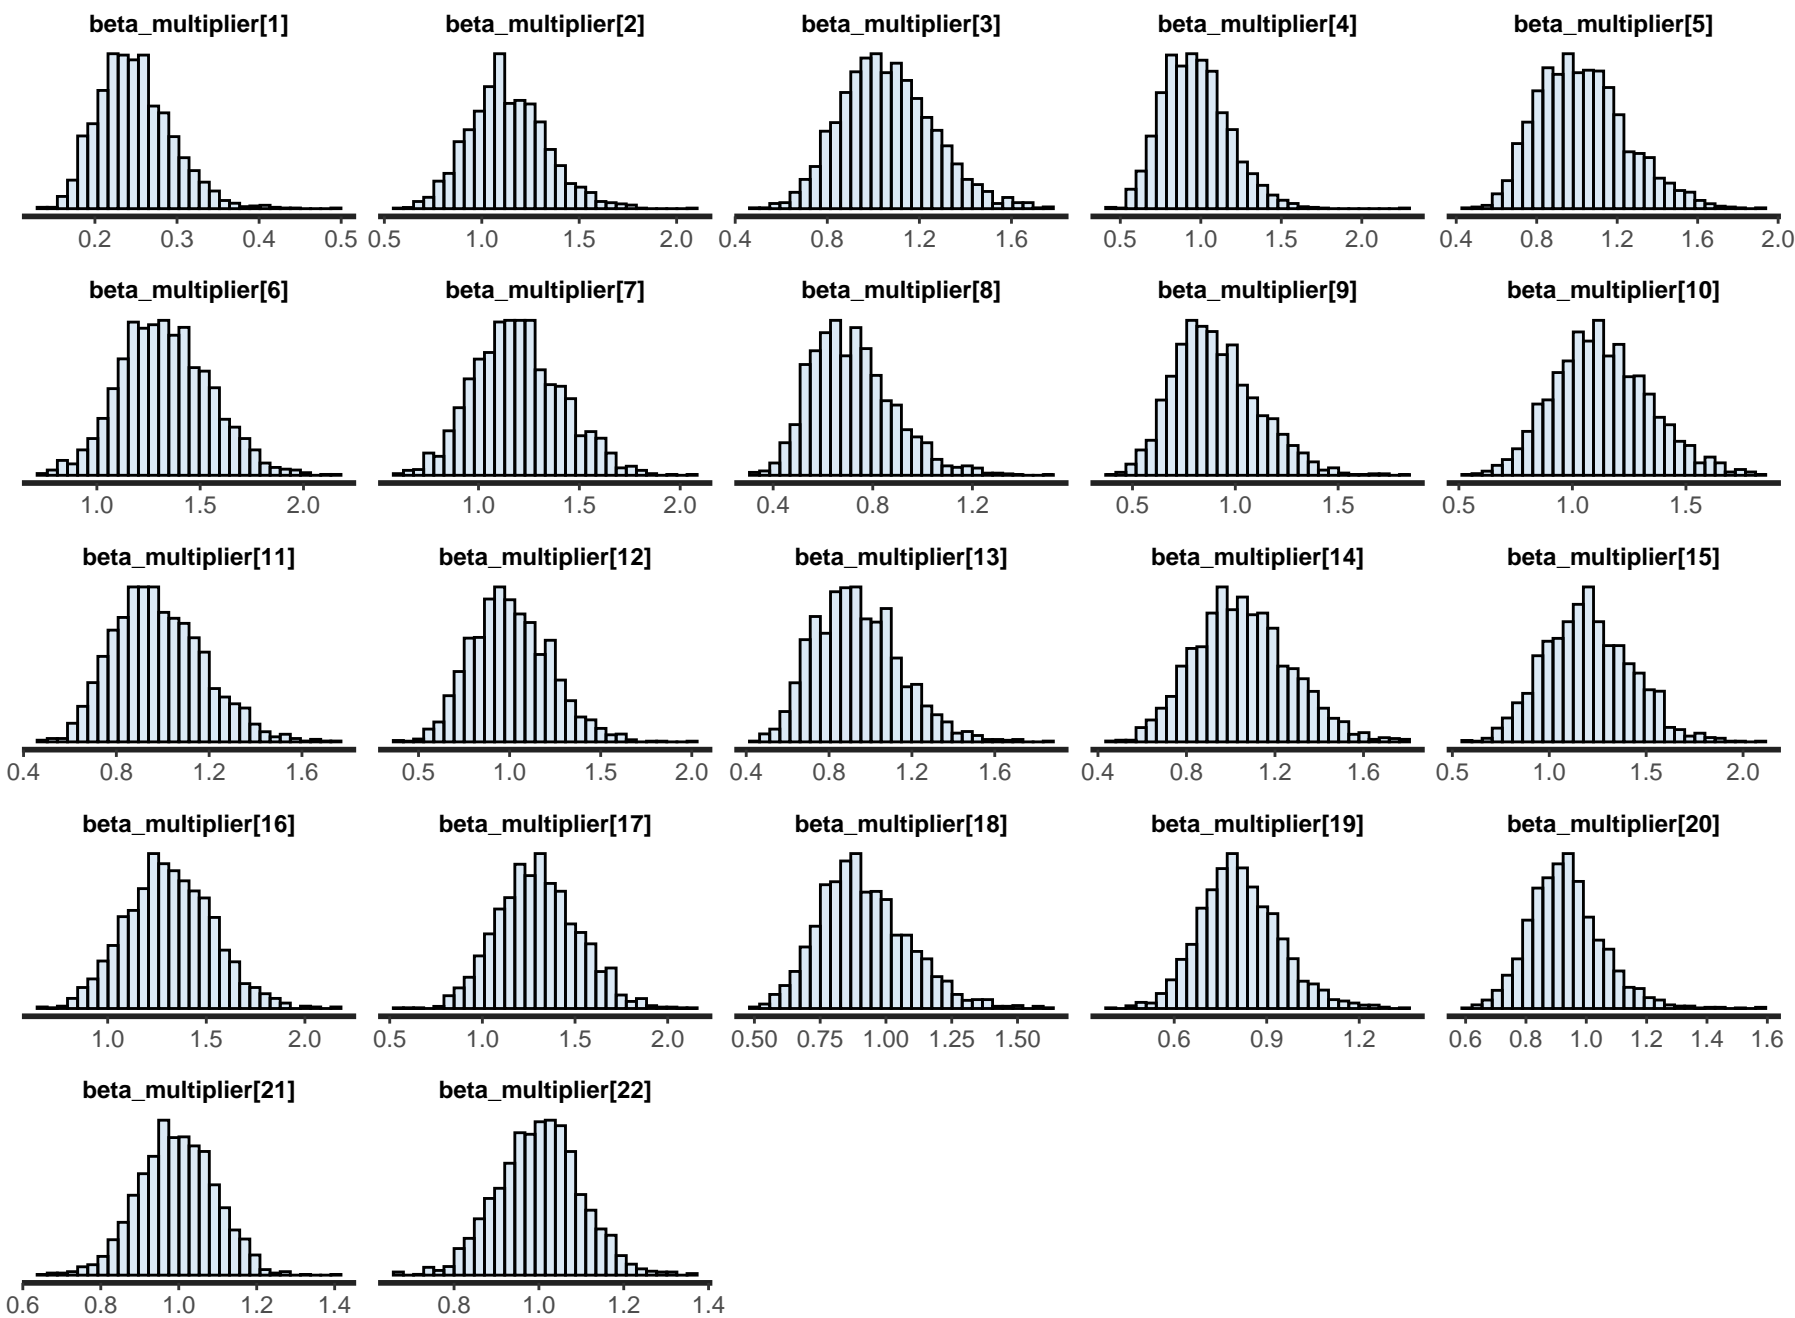 beta_multiplier[1] beta_multiplier[2] beta_multiplier[3] beta_multiplier[4] beta_multiplier[5]
0.2 0.3 0.4 0.5 0.5 1.0 1.5 2.0 0.4 0.8 1.2 1.6 0.5 1.0 1.5 2.0 0.4 0.8 1.2 1.6 2.0
beta_multiplier[6] beta_multiplier[7] beta_multiplier[8] beta_multiplier[9] beta_multiplier[10]
1.0 1.5 2.0 1.0 1.5 2.0 0.4 0.8 1.2 0.5 1.0 1.5 0.5 1.0 1.5
beta_multiplier[11] beta_multiplier[12] beta_multiplier[13] beta_multiplier[14] beta_multiplier[15]
0.4 0.8 1.2 1.6 0.5 1.0 1.5 2.0 0.4 0.8 1.2 1.6 0.4 0.8 1.2 1.6 0.5 1.0 1.5 2.0
beta_multiplier[16] beta_multiplier[17] beta_multiplier[18] beta_multiplier[19] beta_multiplier[20]
1.0 1.5 2.0 0.5 1.0 1.5 2.0 0.50 0.75 1.00 1.25 1.50 0.6 0.9 1.2 0.6 0.8 1.0 1.2 1.4 1.6
beta_multiplier[21] beta_multiplier[22]
0.6 0.8 1.0 1.2 1.4 0.8 1.0 1.2 1.4